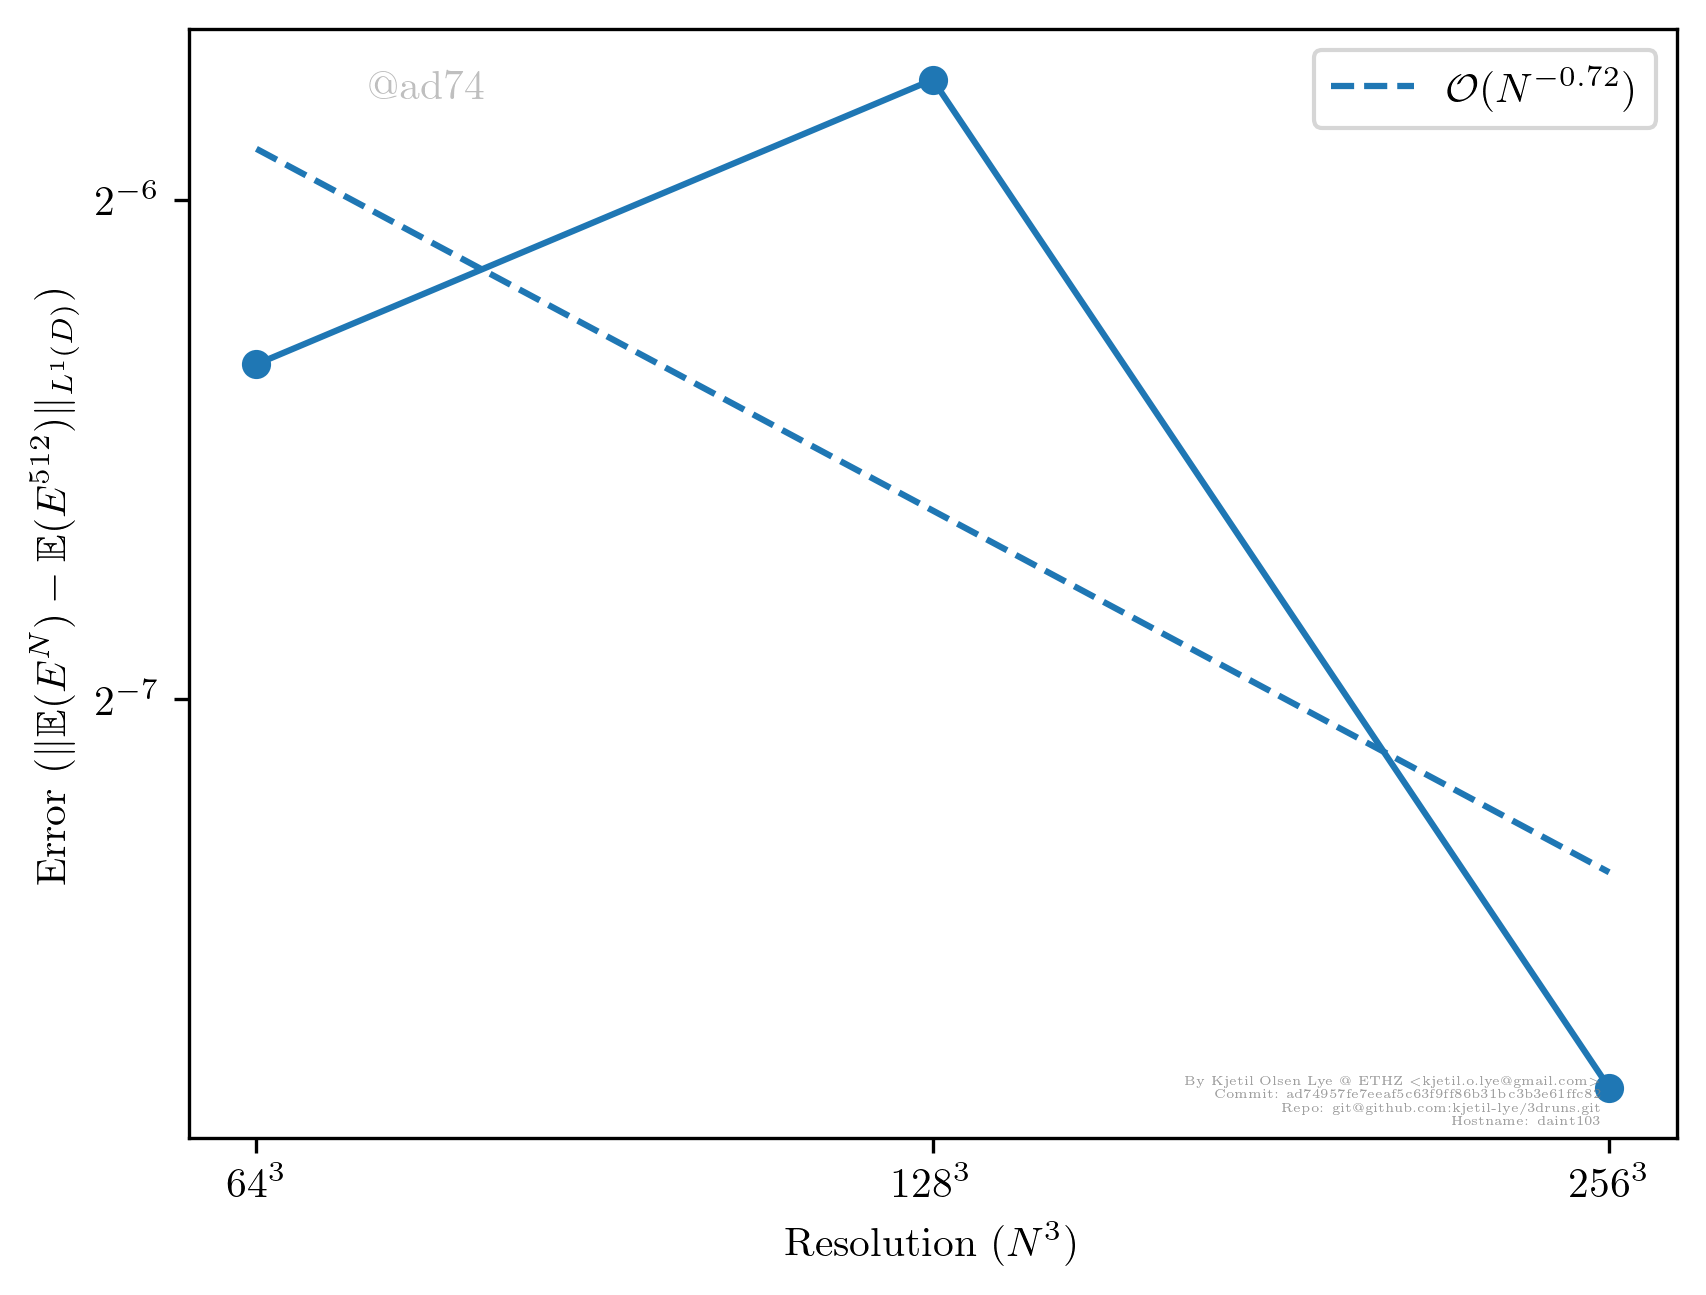 @ad74
𝒪(N^{-0.72})
2^{-6}
2^{-7}
Error (||𝔼(E^N) − 𝔼(E^{512})||_{L^1(D)})
By Kjetil Olsen Lye @ ETHZ <kjetil.o.lye@gmail.com>
Commit:
Repo: git@github.com:kjetil-lye/3druns.git
Hostname: daint103
64^3
128^3
256^3
Resolution (N^3)